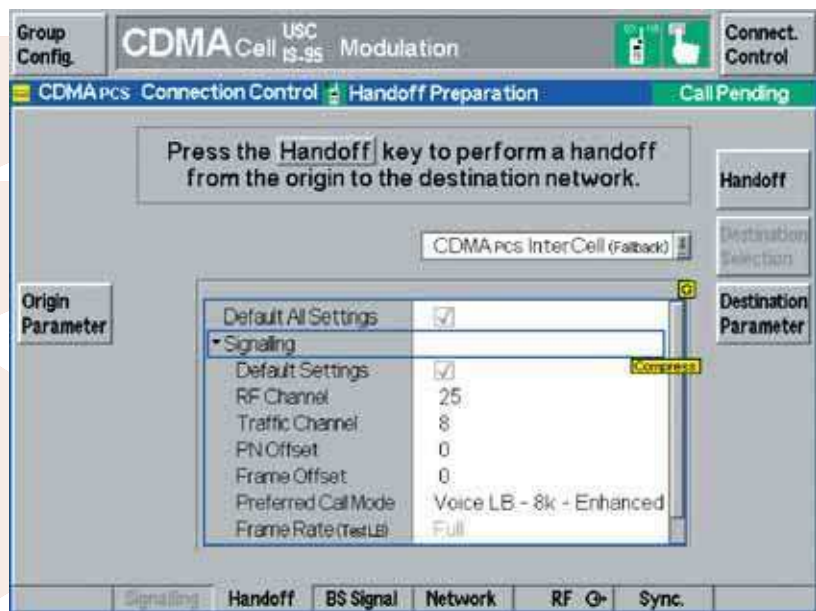 Group Config.
CDMA Cell USC IS-95 Modulation
Connect. Control
CDMA PCS Connection Control Handoff Preparation
Call Pending
Press the Handoff key to perform a handoff
from the origin to the destination network.
Handoff
CDMA PCS InterCell (Fallback)
Destination Selection
Origin Parameter
Destination Parameter
Default All Settings
Signaling
Compress
Default Settings
RF Channel 25
Traffic Channel 8
PN Offset 0
Frame Offset 0
Preferred Call Mode Voice LB - 8k - Enhanced
Frame Rate (Test LB) Full
Signalling Handoff BS Signal Network RF Sync.